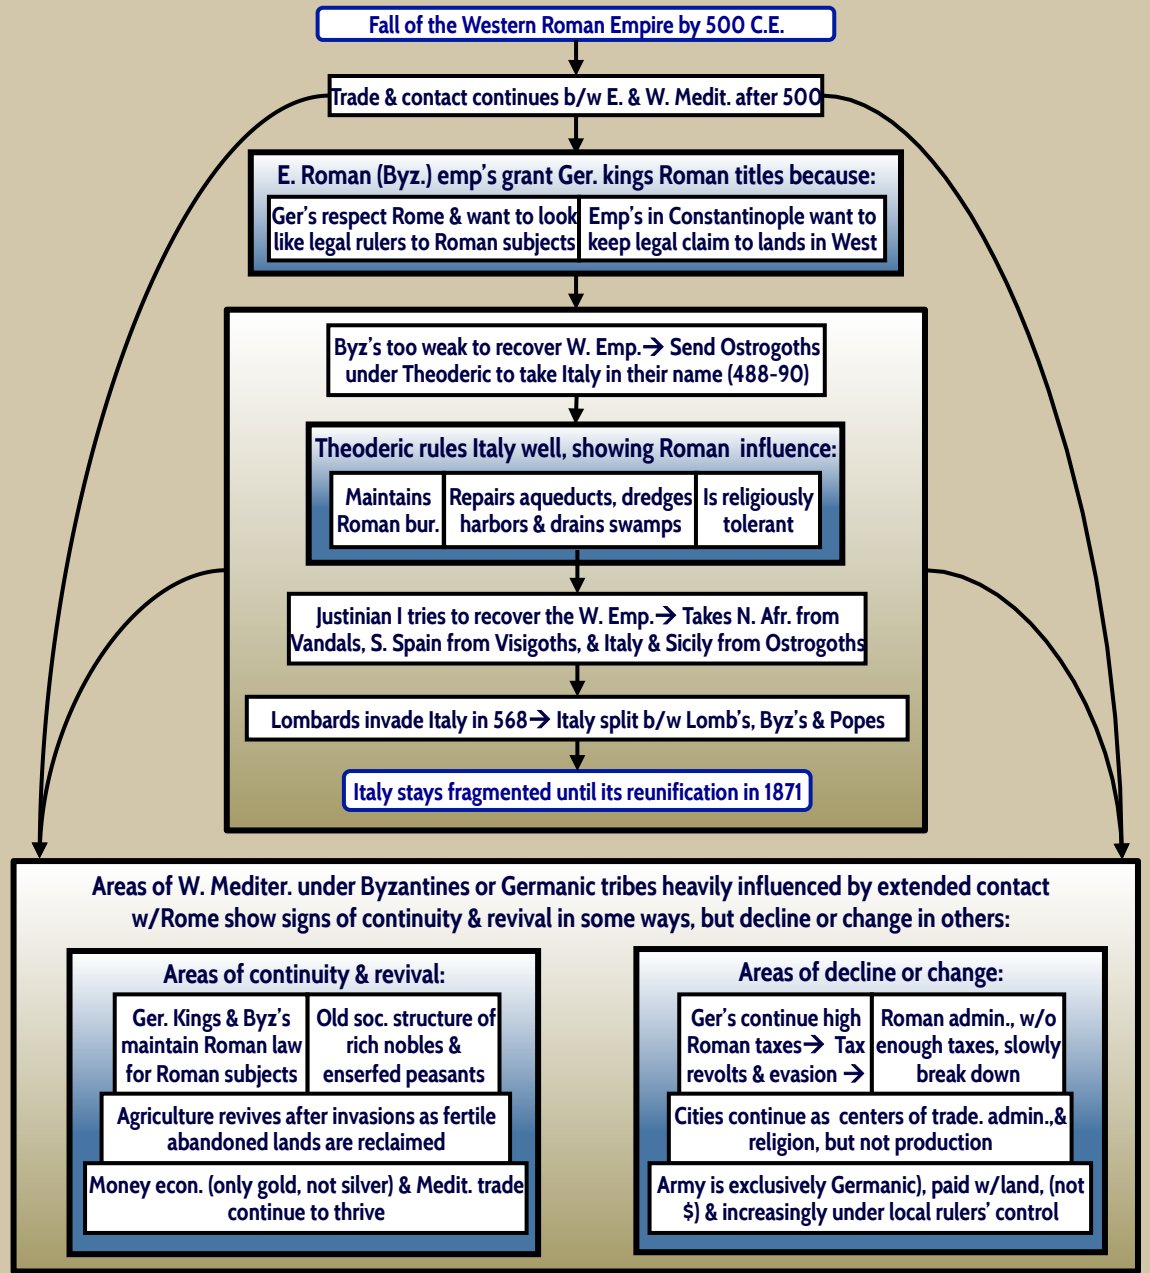 Fall of the Western Roman Empire by 500 C.E.
Trade & contact continues b/w E. & W. Medit. after 500
E. Roman (Byz.) emp's grant Ger. kings Roman titles because:
Ger's respect Rome & want to look
like legal rulers to Roman subjects
Emp's in Constantinople want to
keep legal claim to lands in West
Byz's too weak to recover W. Emp.→ Send Ostrogoths
under Theoderic to take Italy in their name (488-90)
Theoderic rules Italy well, showing Roman influence:
Maintains
Roman bur.
Repairs aqueducts, dredges
harbors & drains swamps
Is religiously
tolerant
Justinian I tries to recover the W. Emp.→ Takes N. Afr. from
Vandals, S. Spain from Visigoths, & Italy & Sicily from Ostrogoths
Lombards invade Italy in 568→ Italy split b/w Lomb's, Byz's & Popes
Italy stays fragmented until its reunification in 1871
Areas of W. Mediter. under Byzantines or Germanic tribes heavily influenced by extended contact
w/Rome show signs of continuity & revival in some ways, but decline or change in others:
Areas of continuity & revival:
Ger. Kings & Byz's
maintain Roman law
for Roman subjects
Old soc. structure of
rich nobles &
enserfed peasants
Agriculture revives after invasions as fertile
abandoned lands are reclaimed
Money econ. (only gold, not silver) & Medit. trade
continue to thrive
Areas of decline or change:
Ger's continue high
Roman taxes→ Tax
revolts & evasion →
Roman admin., w/o
enough taxes, slowly
break down
Cities continue as centers of trade. admin.,&
religion, but not production
Army is exclusively Germanic), paid w/land, (not
$) & increasingly under local rulers' control